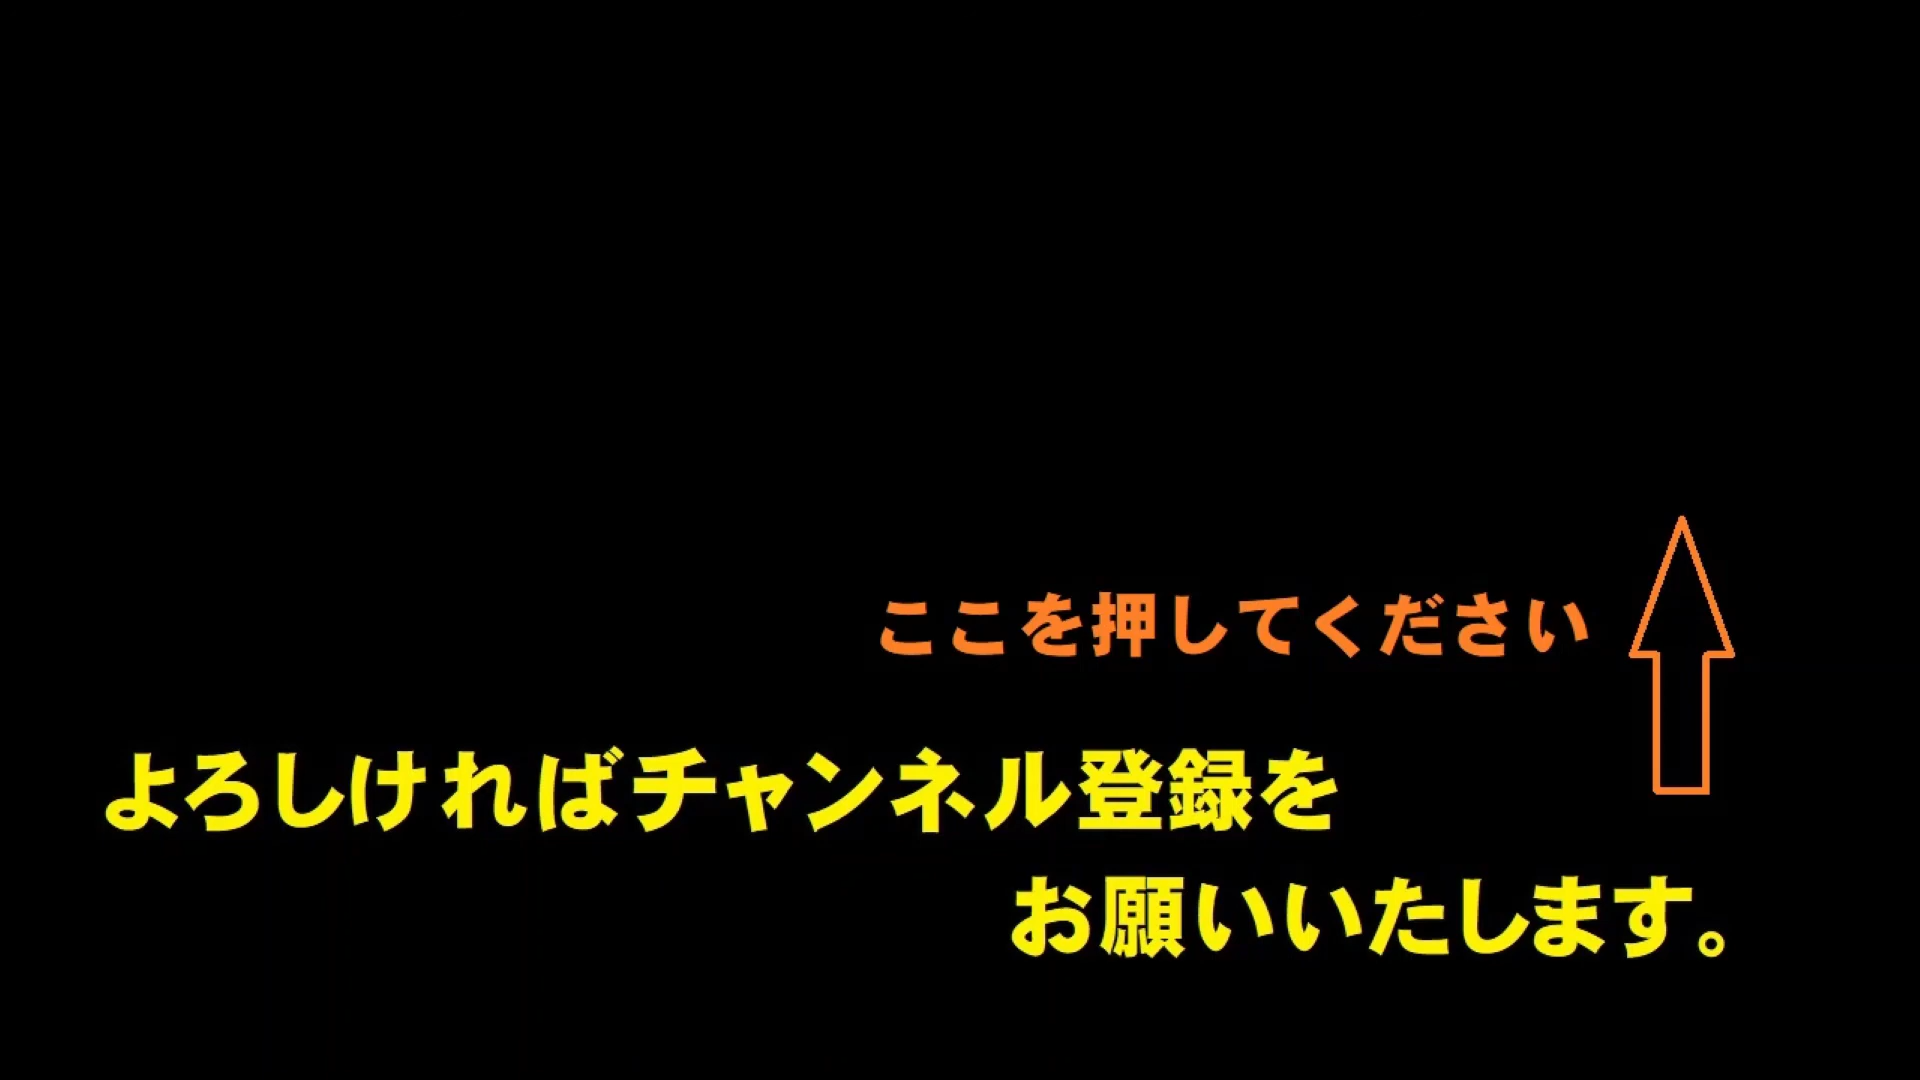 ここを押してください
よろしければチャンネル登録を
お願いいたします。